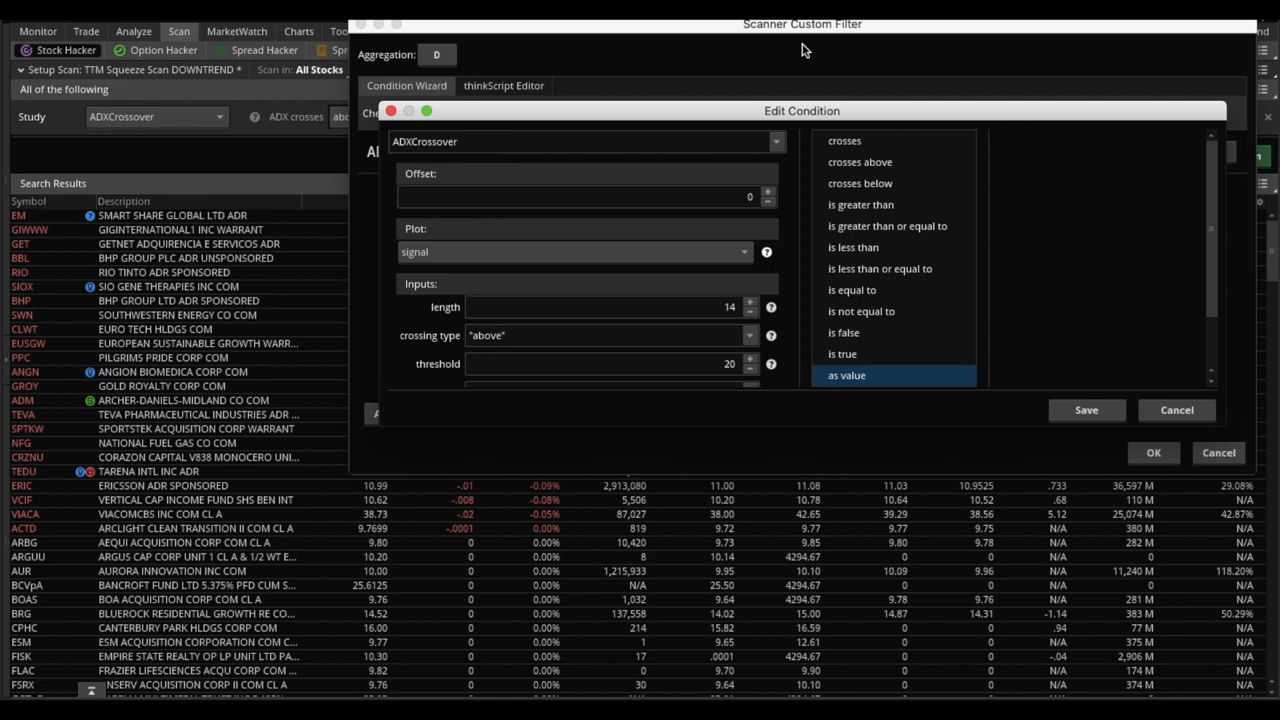 Scanner Custom Filter
Monitor Trade Analyze Scan MarketWatch Charts
Stock Hacker Option Hacker Spread Hacker
Aggregation: D
Setup Scan: TTM Squeeze Scan DOWNTREND * Scan in: All Stocks
All of the following
Condition Wizard thinkScript Editor
Study ADXCrossover ADX crosses
Edit Condition
ADXCrossover
Offset:
0
Plot:
signal
Inputs:
length 14
crossing type "above"
threshold 20
crosses
crosses above
crosses below
is greater than
is greater than or equal to
is less than
is less than or equal to
is equal to
is not equal to
is false
is true
as value
Save Cancel
OK Cancel
Search Results
Symbol Description
EM SMART SHARE GLOBAL LTD ADR
GIWWW GIGINTERNATIONAL1 INC WARRANT
GET GETNET ADQUIRENCIA E SERVICOS ADR
BBL BHP GROUP PLC ADR UNSPONSORED
RIO RIO TINTO ADR SPONSORED
SIOX SIO GENE THERAPIES INC COM
BHP BHP GROUP LTD ADR SPONSORED
SWN SOUTHWESTERN ENERGY CO COM
CLWT EURO TECH HLDGS COM
EUSGW EUROPEAN SUSTAINABLE GROWTH WARR...
PPC PILGRIMS PRIDE CORP COM
ANGN ANGION BIOMEDICA CORP COM
GROY GOLD ROYALTY CORP COM
ADM ARCHER-DANIELS-MIDLAND CO COM
TEVA TEVA PHARMACEUTICAL INDUSTRIES ADR ...
SPTKW SPORTSTEK ACQUISITION CORP WARRANT
NFG NATIONAL FUEL GAS CO COM
CRZNU CORAZON CAPITAL V838 MONOCERO UNI...
TEDU TARENA INTL INC ADR
ERIC ERICSSON ADR SPONSORED 10.99 -.01 -0.09% 2,913,080 11.00 11.08 11.03 10.9525 .733 36,597 M 29.08%
VCIF VERTICAL CAP INCOME FUND SHS BEN INT 10.62 -.008 -0.08% 5,506 10.20 10.78 10.64 10.52 .68 110 M N/A
VIACA VIACOMCBS INC COM CL A 38.73 -.02 -0.05% 87,027 38.00 42.65 39.29 38.56 5.12 25,074 M 42.87%
ACTD ARCLIGHT CLEAN TRANSITION II COM CL A 9.7699 -.0001 0.00% 819 9.72 9.77 9.77 9.75 N/A 380 M N/A
ARBG AEQUI ACQUISITION CORP COM CL A 9.80 0 0.00% 10,420 9.73 9.85 9.80 9.78 N/A 282 M N/A
ARGUU ARGUS CAP CORP UNIT 1 CL A & 1/2 WT E... 10.20 0 0.00% 8 10.14 4294.67 0 0 N/A 0 N/A
AUR AURORA INNOVATION INC COM 10.00 0 0.00% 1,215,933 9.95 10.10 10.09 9.96 N/A 11,240 M 118.20%
BCVpA BANCROFT FUND LTD 5.375% PFD CUM S... 25.6125 0 0.00% N/A 25.50 4294.67 0 0 N/A 0 N/A
BOAS BOA ACQUISITION CORP COM CL A 9.76 0 0.00% 1,032 9.64 4294.67 9.78 9.76 N/A 281 M N/A
BRG BLUEROCK RESIDENTIAL GROWTH RE CO... 14.52 0 0.00% 137,558 14.02 15.00 14.87 14.31 -1.14 383 M 50.29%
CPHC CANTERBURY PARK HLDGS CORP COM 16.00 0 0.00% 214 15.82 16.59 0 0 .94 77 M N/A
ESM ESM ACQUISITION CORPORATION COM C... 9.77 0 0.00% 1 9.65 12.61 0 0 N/A 375 M N/A
FISK EMPIRE STATE REALTY OP LP UNIT LTD PA... 10.30 0 0.00% 17 .0001 4294.67 0 0 -.04 2,906 M N/A
FLAC FRAZIER LIFESCIENCES ACQU CORP COM ... 9.82 0 0.00% 0 9.70 9.90 0 0 N/A 174 M N/A
FSRX NSERV ACQUISITION CORP II COM CL A 9.76 0 0.00% 30 9.64 10.10 0 0 N/A 374 M N/A